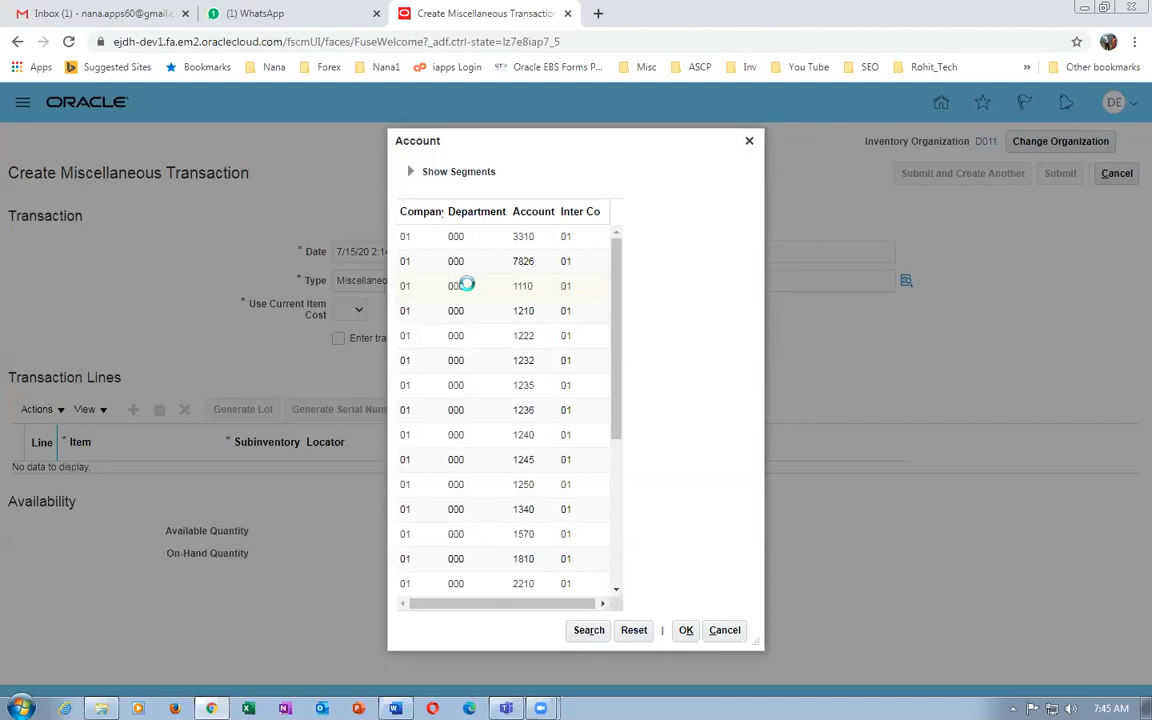 Inbox (1) - nana.apps60@gmail.c
(1) WhatsApp
Create Miscellaneous Transaction
ejdh-dev1.fa.em2.oraclecloud.com/fscmUI/faces/FuseWelcome?_adf.ctrl-state=lz7e8iap7_5
Apps Suggested Sites Bookmarks Nana Forex Nana1 iapps Login Oracle EBS Forms P... Misc ASCP Inv You Tube SEO Rohit_Tech » Other bookmarks
ORACLE
DE
Inventory Organization D011 Change Organization
Create Miscellaneous Transaction
Submit and Create Another Submit Cancel
Transaction
* Date 7/15/20 2:14
* Type Miscellaneo
* Use Current Item
Cost
Enter tra
Transaction Lines
Actions View Generate Lot Generate Serial Num
Line * Item * Subinventory Locator
No data to display.
Availability
Available Quantity
On-Hand Quantity
Account
Show Segments
Company Department Account Inter Co
01 000 3310 01
01 000 7826 01
01 1110 01
01 000 1210 01
01 000 1222 01
01 000 1232 01
01 000 1235 01
01 000 1236 01
01 000 1240 01
01 000 1245 01
01 000 1250 01
01 000 1340 01
01 000 1570 01
01 000 1810 01
01 000 2210 01
Search Reset | OK Cancel
7:45 AM